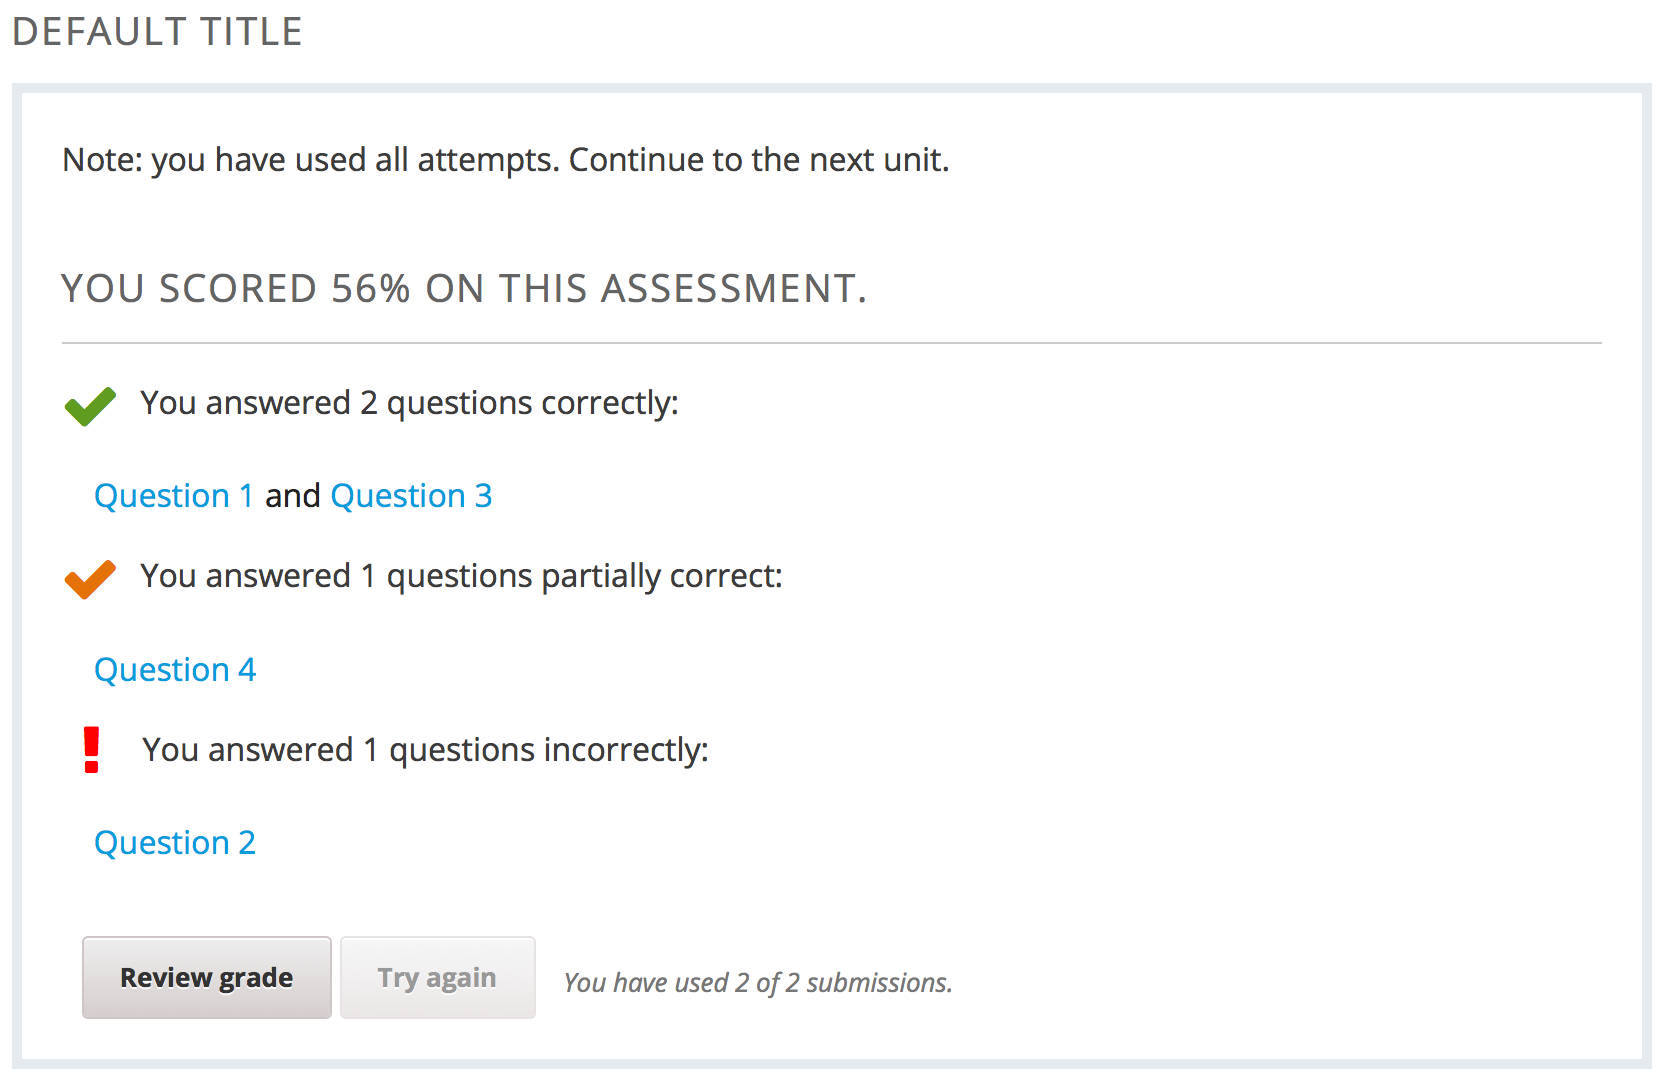 DEFAULT TITLE
Note: you have used all attempts. Continue to the next unit.
YOU SCORED 56% ON THIS ASSESSMENT.
You answered 2 questions correctly:
Question 1 and Question 3
You answered 1 questions partially correct:
Question 4
You answered 1 questions incorrectly:
Question 2
Review grade Try again You have used 2 of 2 submissions.